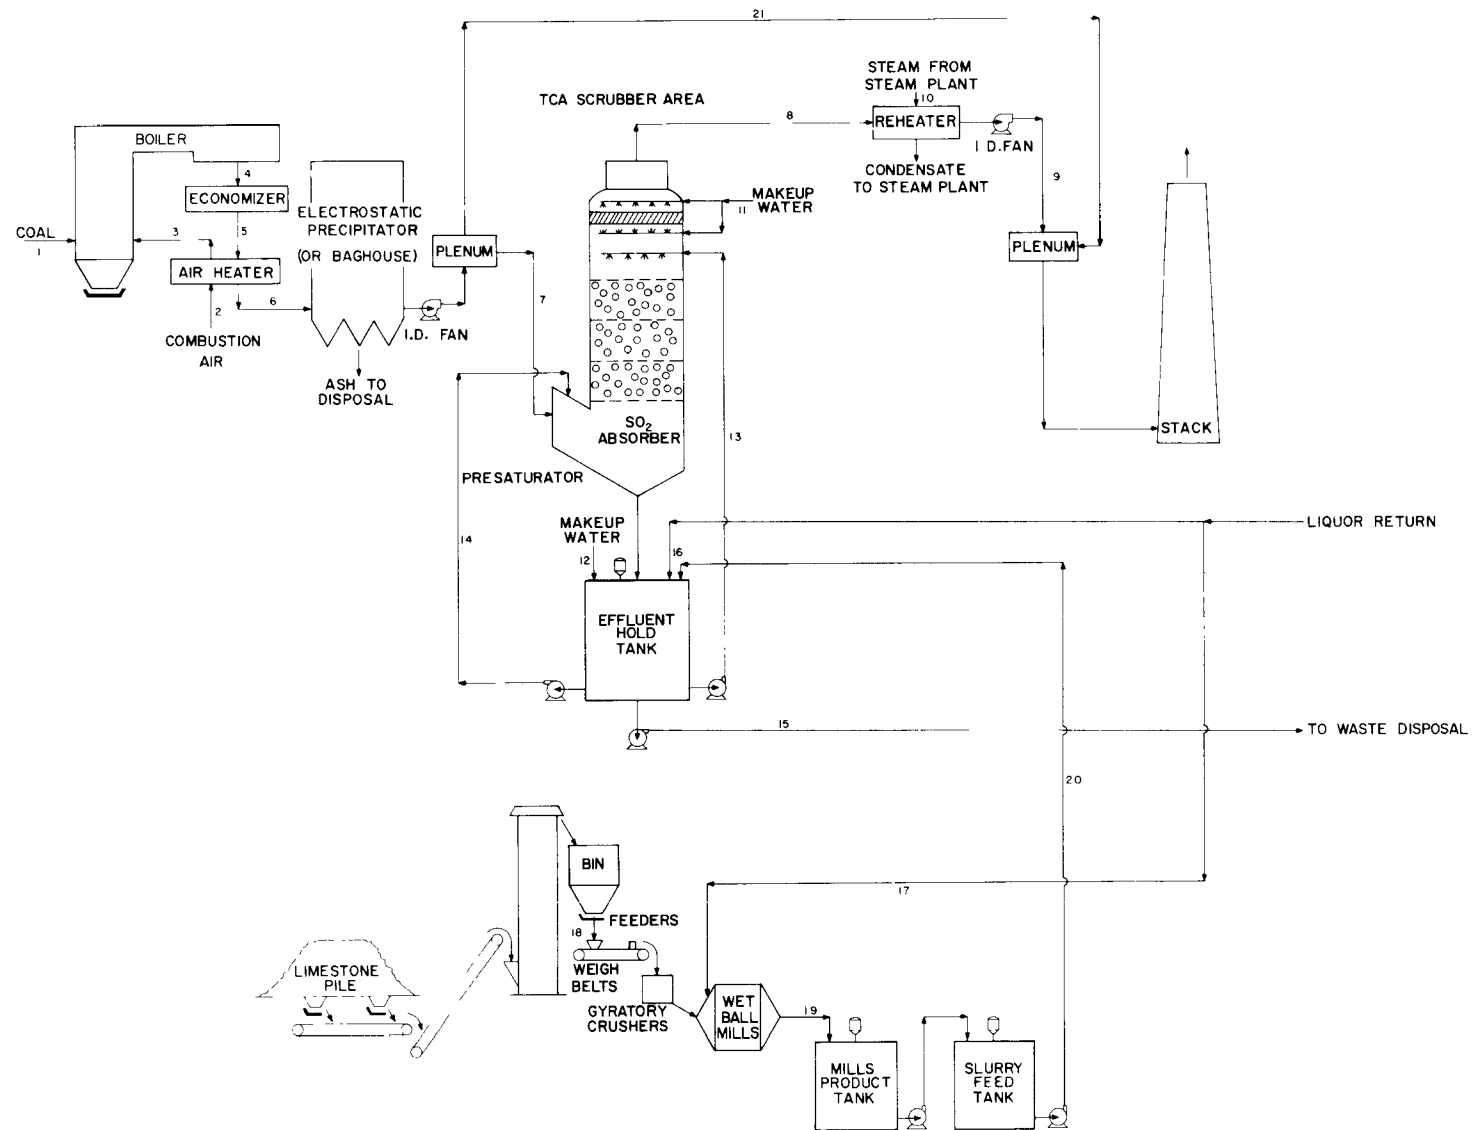 21
STEAM FROM
STEAM PLANT
10
TCA SCRUBBER AREA
8
REHEATER
BOILER
I.D. FAN
CONDENSATE
TO STEAM PLANT
4
9
ECONOMIZER
MAKEUP
WATER
11
ELECTROSTATIC
PRECIPITATOR
(OR BAGHOUSE)
COAL
1
3
5
PLENUM
PLENUM
AIR HEATER
2
6
7
I.D. FAN
COMBUSTION
AIR
ASH TO
DISPOSAL
SO2
ABSORBER
13
STACK
PRESATURATOR
MAKEUP
WATER
LIQUOR RETURN
14
12
16
EFFLUENT
HOLD
TANK
15
TO WASTE DISPOSAL
20
BIN
17
FEEDERS
18
LIMESTONE
PILE
WEIGH
BELTS
GYRATORY
CRUSHERS
WET
BALL
MILLS
19
MILLS
PRODUCT
TANK
SLURRY
FEED
TANK